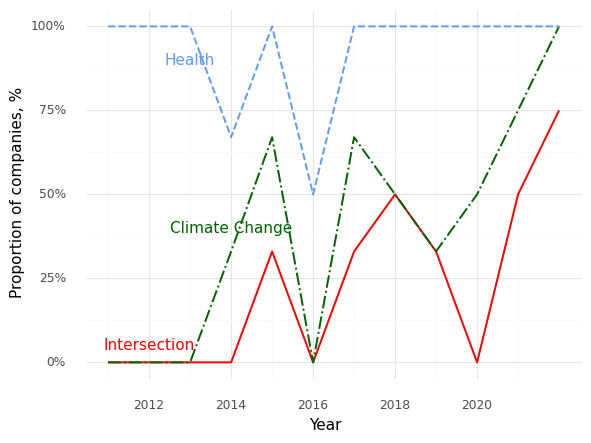 100%
Health
75%
Proportion of companies, %
50%
Climate Change
25%
Intersection
0%
2012 2014 2016 2018 2020
Year